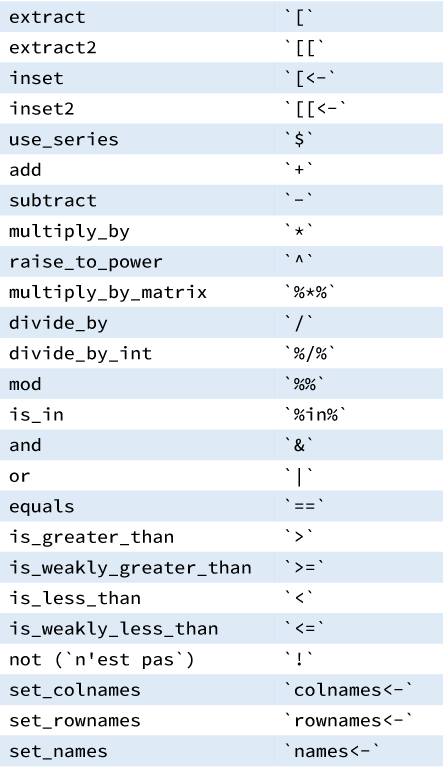 extract `[`
extract2 `[[`
inset `[<-`
inset2 `[[<-`
use_series `$`
add `+`
subtract `-`
multiply_by `*`
raise_to_power `^`
multiply_by_matrix `%*%`
divide_by `/`
divide_by_int `%/%`
mod `%%`
is_in `%in%`
and `&`
or `|`
equals `==`
is_greater_than `>`
is_weakly_greater_than `>=`
is_less_than `<`
is_weakly_less_than `<=`
not (`n'est pas`) `!`
set_colnames `colnames<-`
set_rownames `rownames<-`
set_names `names<-`